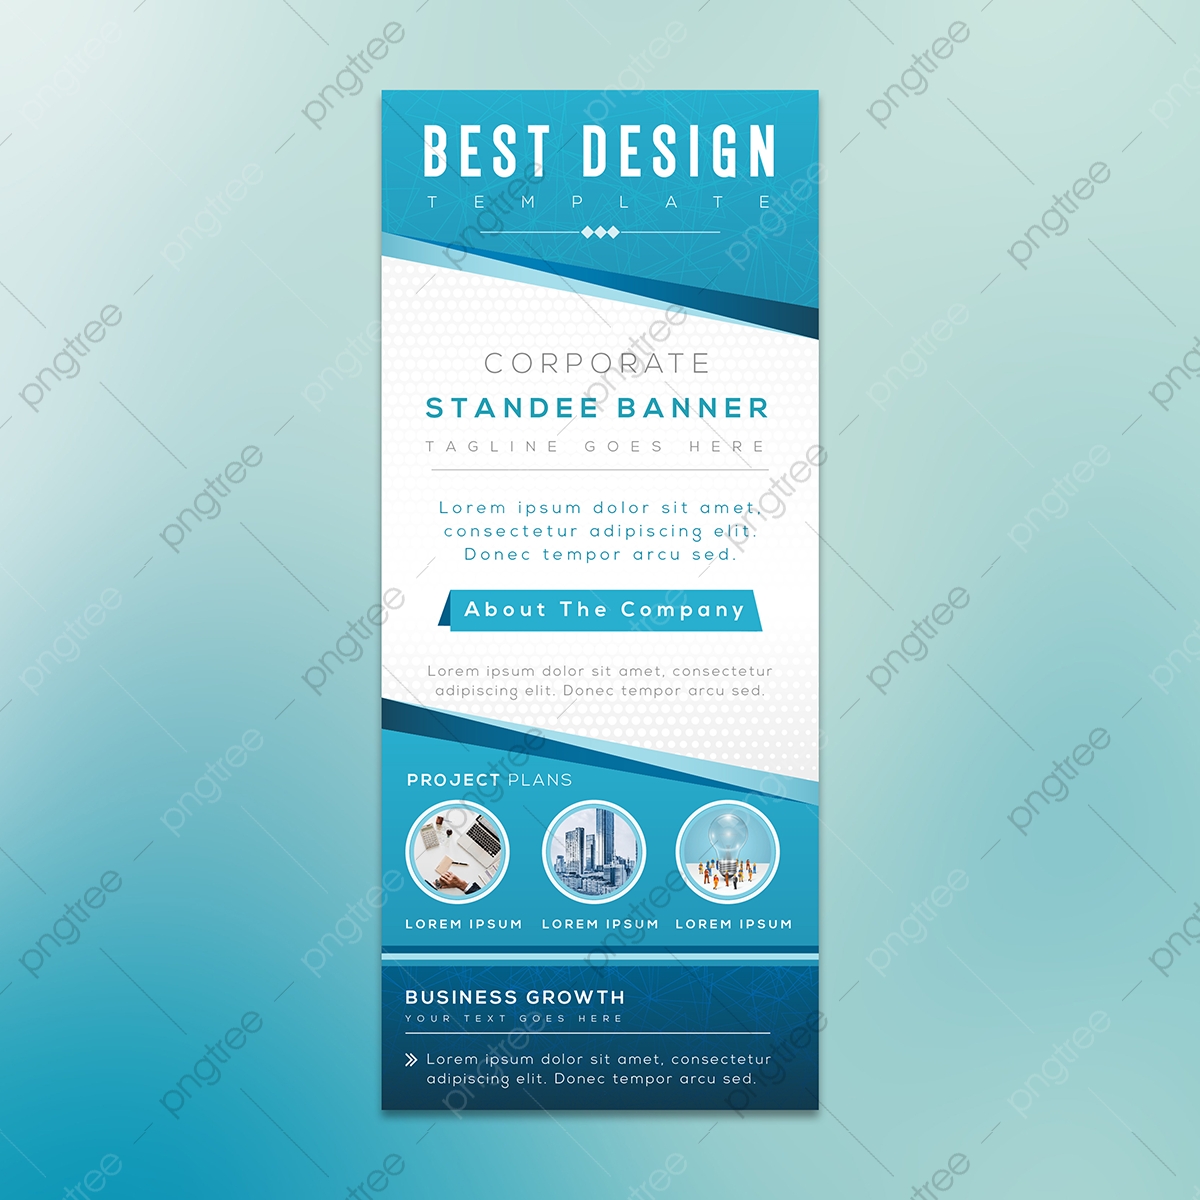 BEST DESIGN
TEMPLATE
CORPORATE
STANDEE BANNER
TAGLINE GOES HERE
Lorem ipsum dolor sit amet,
consectetur adipiscing elit.
Donec tempor arcu sed.
About The Company
Lorem ipsum dolor sit amet, consectetur
adipiscing elit. Donec tempor arcu sed.
PROJECT PLANS
LOREM IPSUM LOREM IPSUM LOREM IPSUM
BUSINESS GROWTH
YOUR TEXT GOES HERE
Lorem ipsum dolor sit amet, consectetur
adipiscing elit. Donec tempor arcu sed.
pngtree